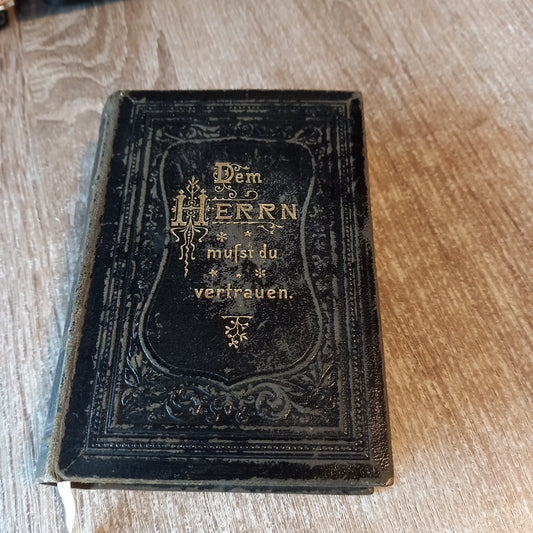 Dem
HERRN
mußt du
vertrauen.